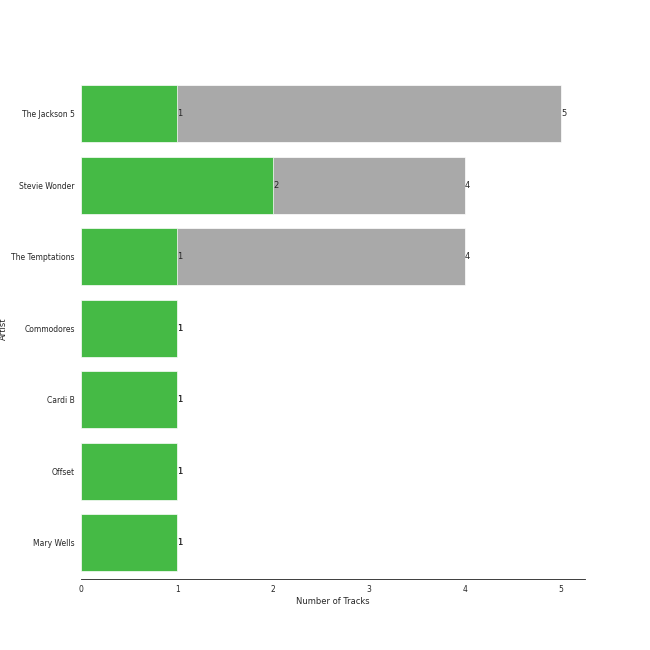 The Jackson 5 1 5
Stevie Wonder 2 4
The Temptations 1 4
Artist
Commodores 1
Cardi B 1
Offset 1
Mary Wells 1
0 1 2 3 4 5
Number of Tracks